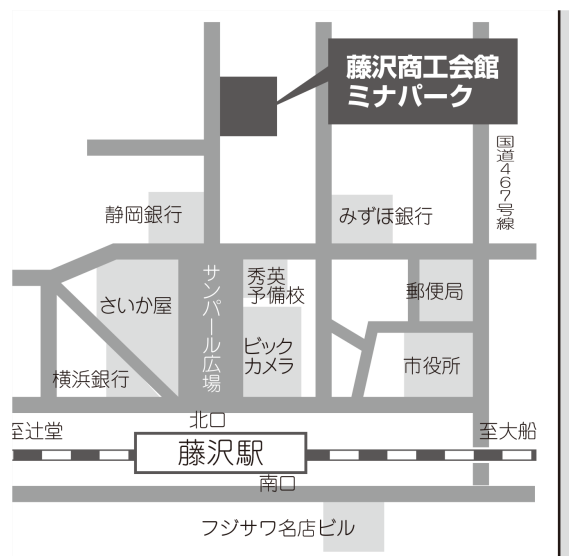 藤沢商工会館
ミナパーク
国道467号線
静岡銀行
みずほ銀行
サンパール広場
秀英
予備校
郵便局
さいか屋
ビック
カメラ
市役所
横浜銀行
北口
至辻堂
至大船
藤沢駅
南口
フジサワ名店ビル